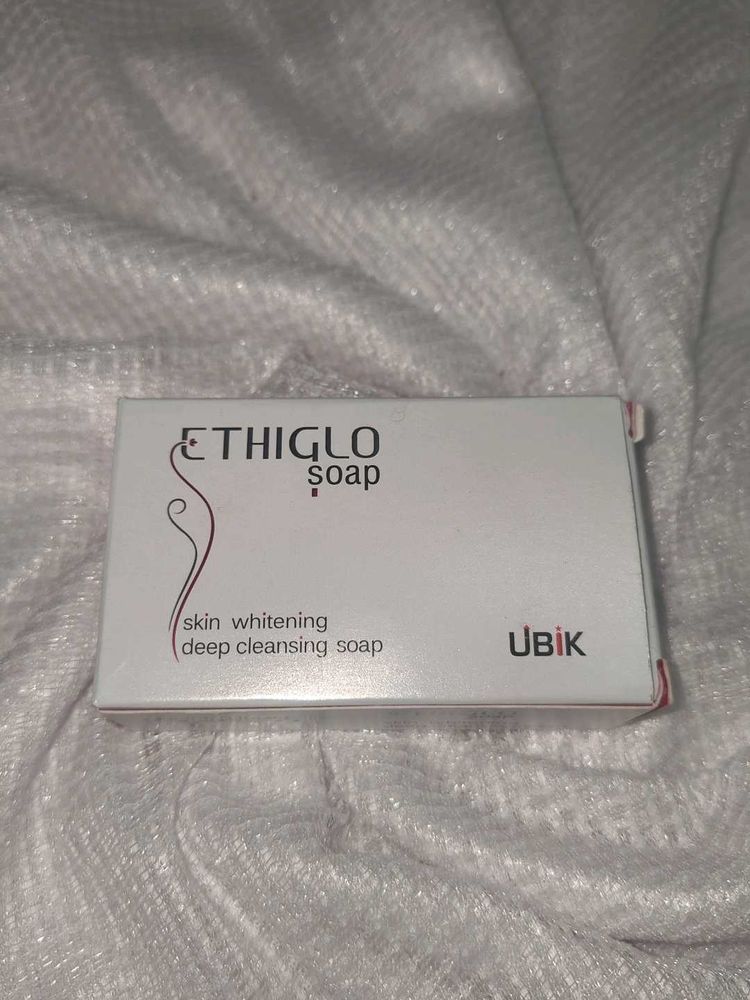 ETHIGLO
soap
skin whitening
deep cleansing soap
UBIK